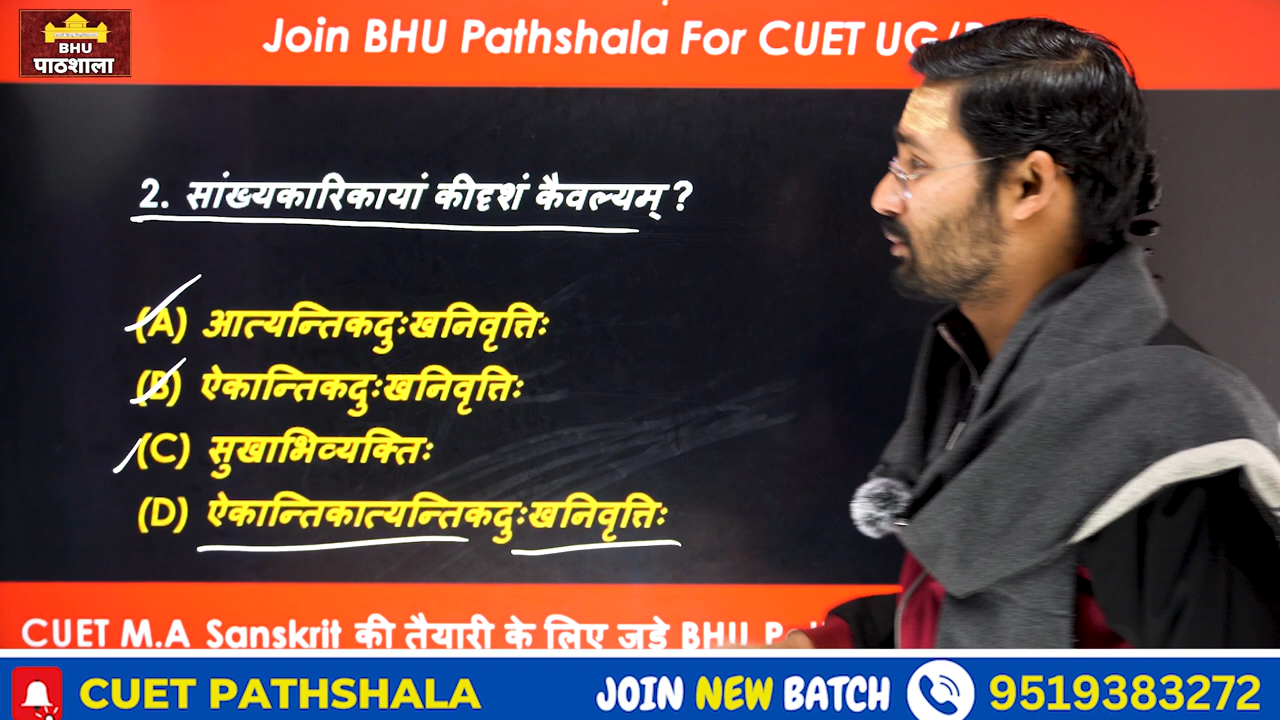 Join BHU Pathshala For CUET UG/
BHU
पाठशाला
2. सांख्यकारिकायां कीदृशं कैवल्यम् ?
(A) आत्यन्तिकदुःखनिवृत्तिः
(B) ऐकान्तिकदुःखनिवृत्तिः
(C) सुखाभिव्यक्तिः
(D) ऐकान्तिकात्यन्तिकदुःखनिवृत्तिः
CUET M.A Sanskrit की तैयारी के लिए जुड़े BHU
CUET PATHSHALA
JOIN NEW BATCH
9519383272